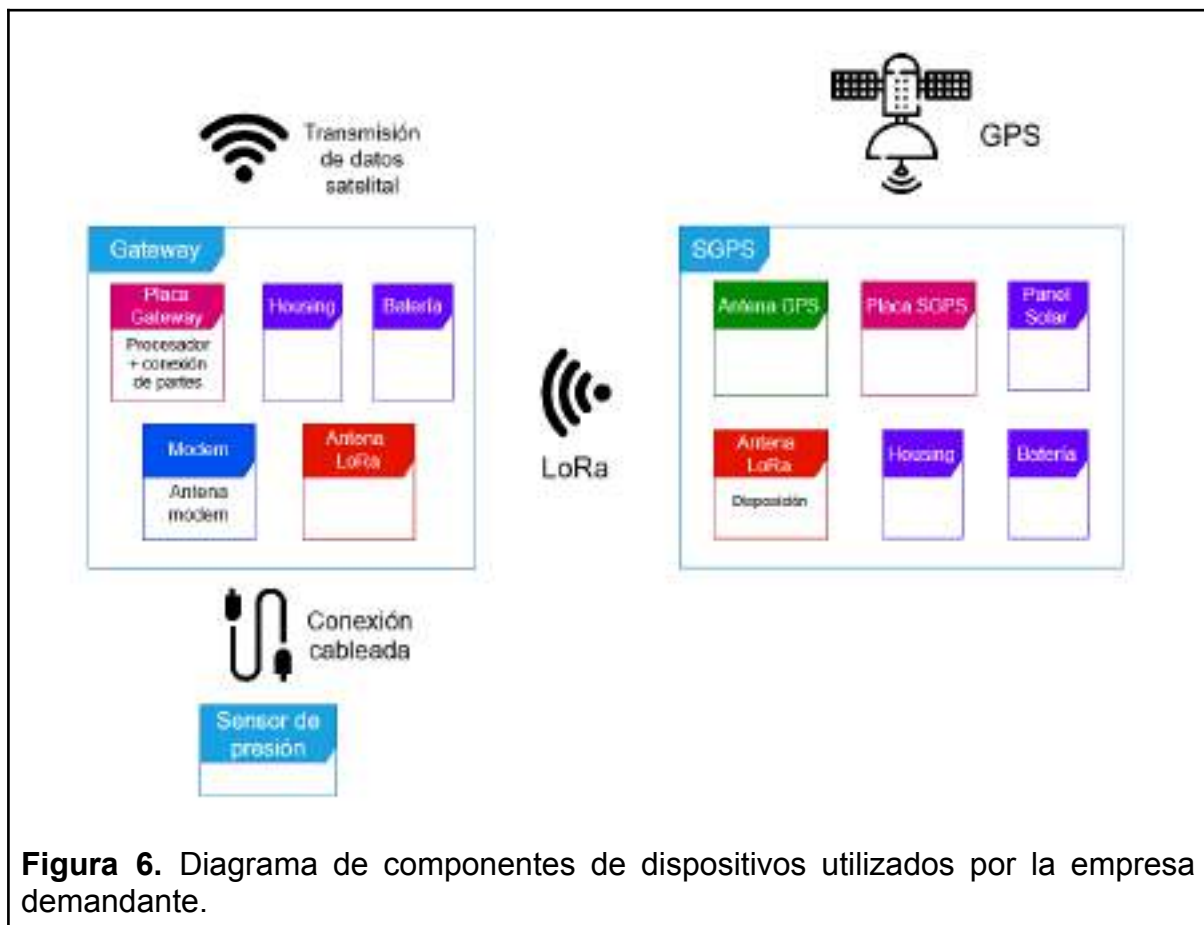 Transmisión
de datos
satelital
GPS
Gateway
Placa
Gateway
Procesador
+ conexión
de partes
Housing
Batería
Modem
Antena
modem
Antena
LoRa
LoRa
SGPS
Antena GPS
Placa SGPS
Panel
Solar
Antena
LoRa
Disposición
Housing
Batería
Conexión
cableada
Sensor de
presión
Figura 6. Diagrama de componentes de dispositivos utilizados por la empresa
demandante.